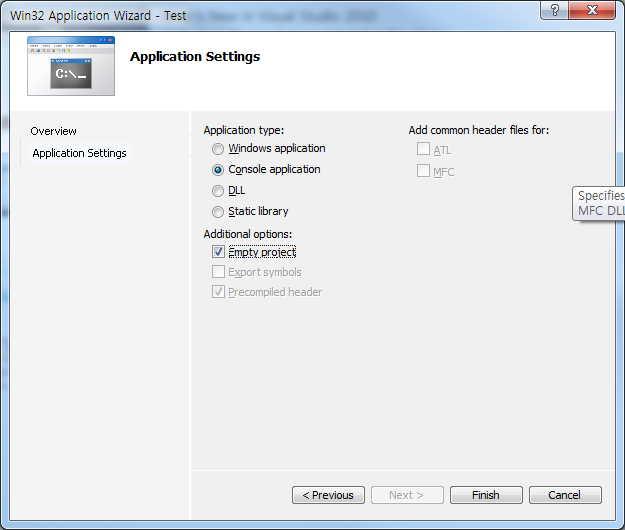 Win32 Application Wizard - Test
Application Settings
C:\_
Overview
Application Settings
Application type:
Windows application
Console application
DLL
Static library
Additional options:
Empty project
Export symbols
Precompiled header
Add common header files for:
ATL
MFC
Specifies
MFC DLL
< Previous
Next >
Finish
Cancel